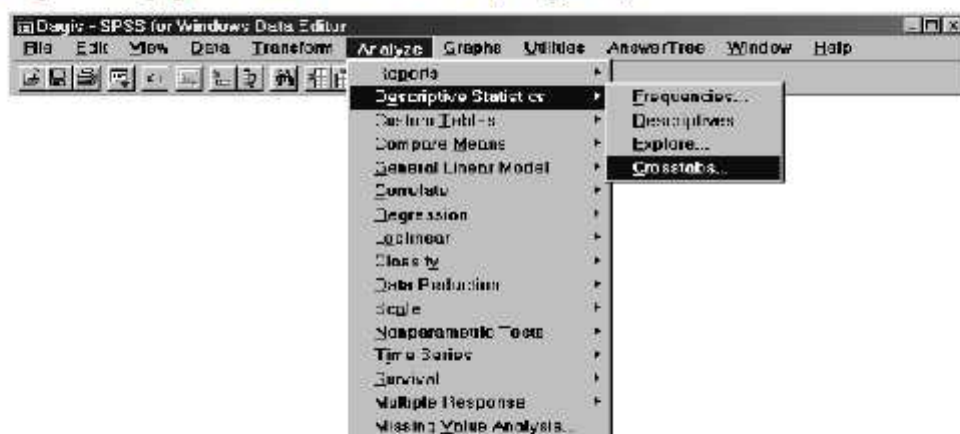 Dagis - SPSS for Windows Data Editor
File Edit View Data Transform Analyze Graphs Utilities AnswerTree Window Help
Reports
Descriptive Statistics
Custom Tables
Compare Means
General Linear Model
Correlate
Regression
Loglinear
Classify
Data Reduction
Scale
Nonparametric Tests
Time Series
Survival
Multiple Response
Missing Value Analysis...
Frequencies...
Descriptives
Explore...
Crosstabs...